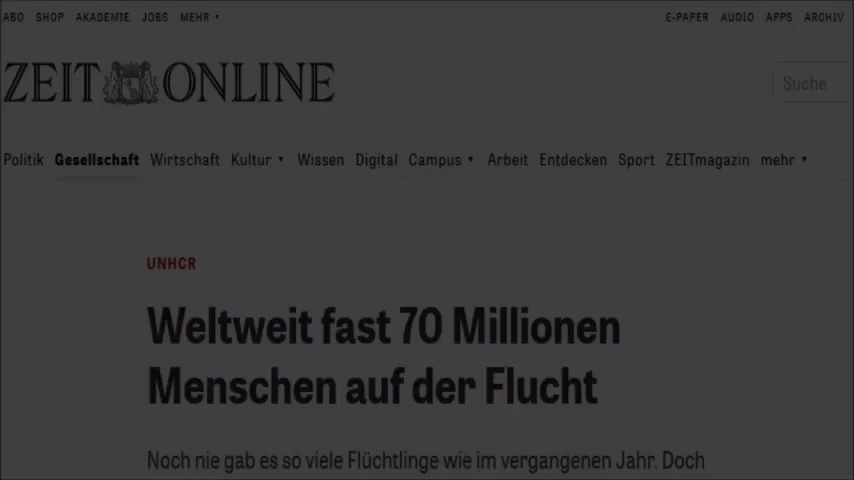 ABO SHOP AKADEMIE JOBS MEHR E-PAPER AUDIO APPS ARCHIV
ZEIT ONLINE
Suche
Politik Gesellschaft Wirtschaft Kultur Wissen Digital Campus Arbeit Entdecken Sport ZEITmagazin mehr
UNHCR
Weltweit fast 70 Millionen
Menschen auf der Flucht
Noch nie gab es so viele Flüchtlinge wie im vergangenen Jahr. Doch